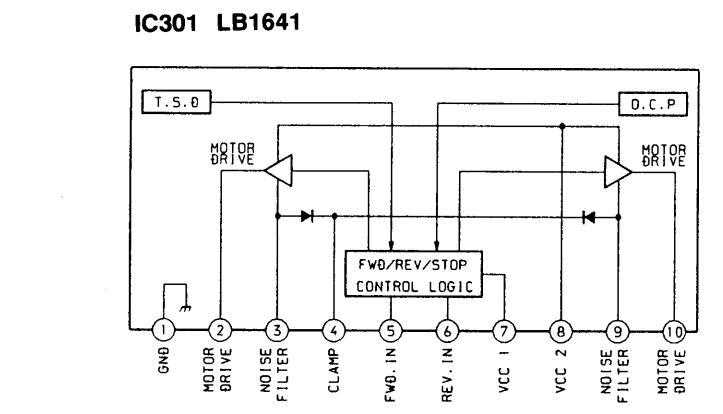 IC301 LB1641
T.S.D
O.C.P
MOTOR
DRIVE
MOTOR
DRIVE
FWD/REV/STOP
CONTROL LOGIC
1
2
3
4
5
6
7
8
9
10
GND
MOTOR
DRIVE
NOISE
FILTER
CLAMP
FWD.IN
REV.IN
VCC 1
VCC 2
NOISE
FILTER
MOTOR
DRIVE